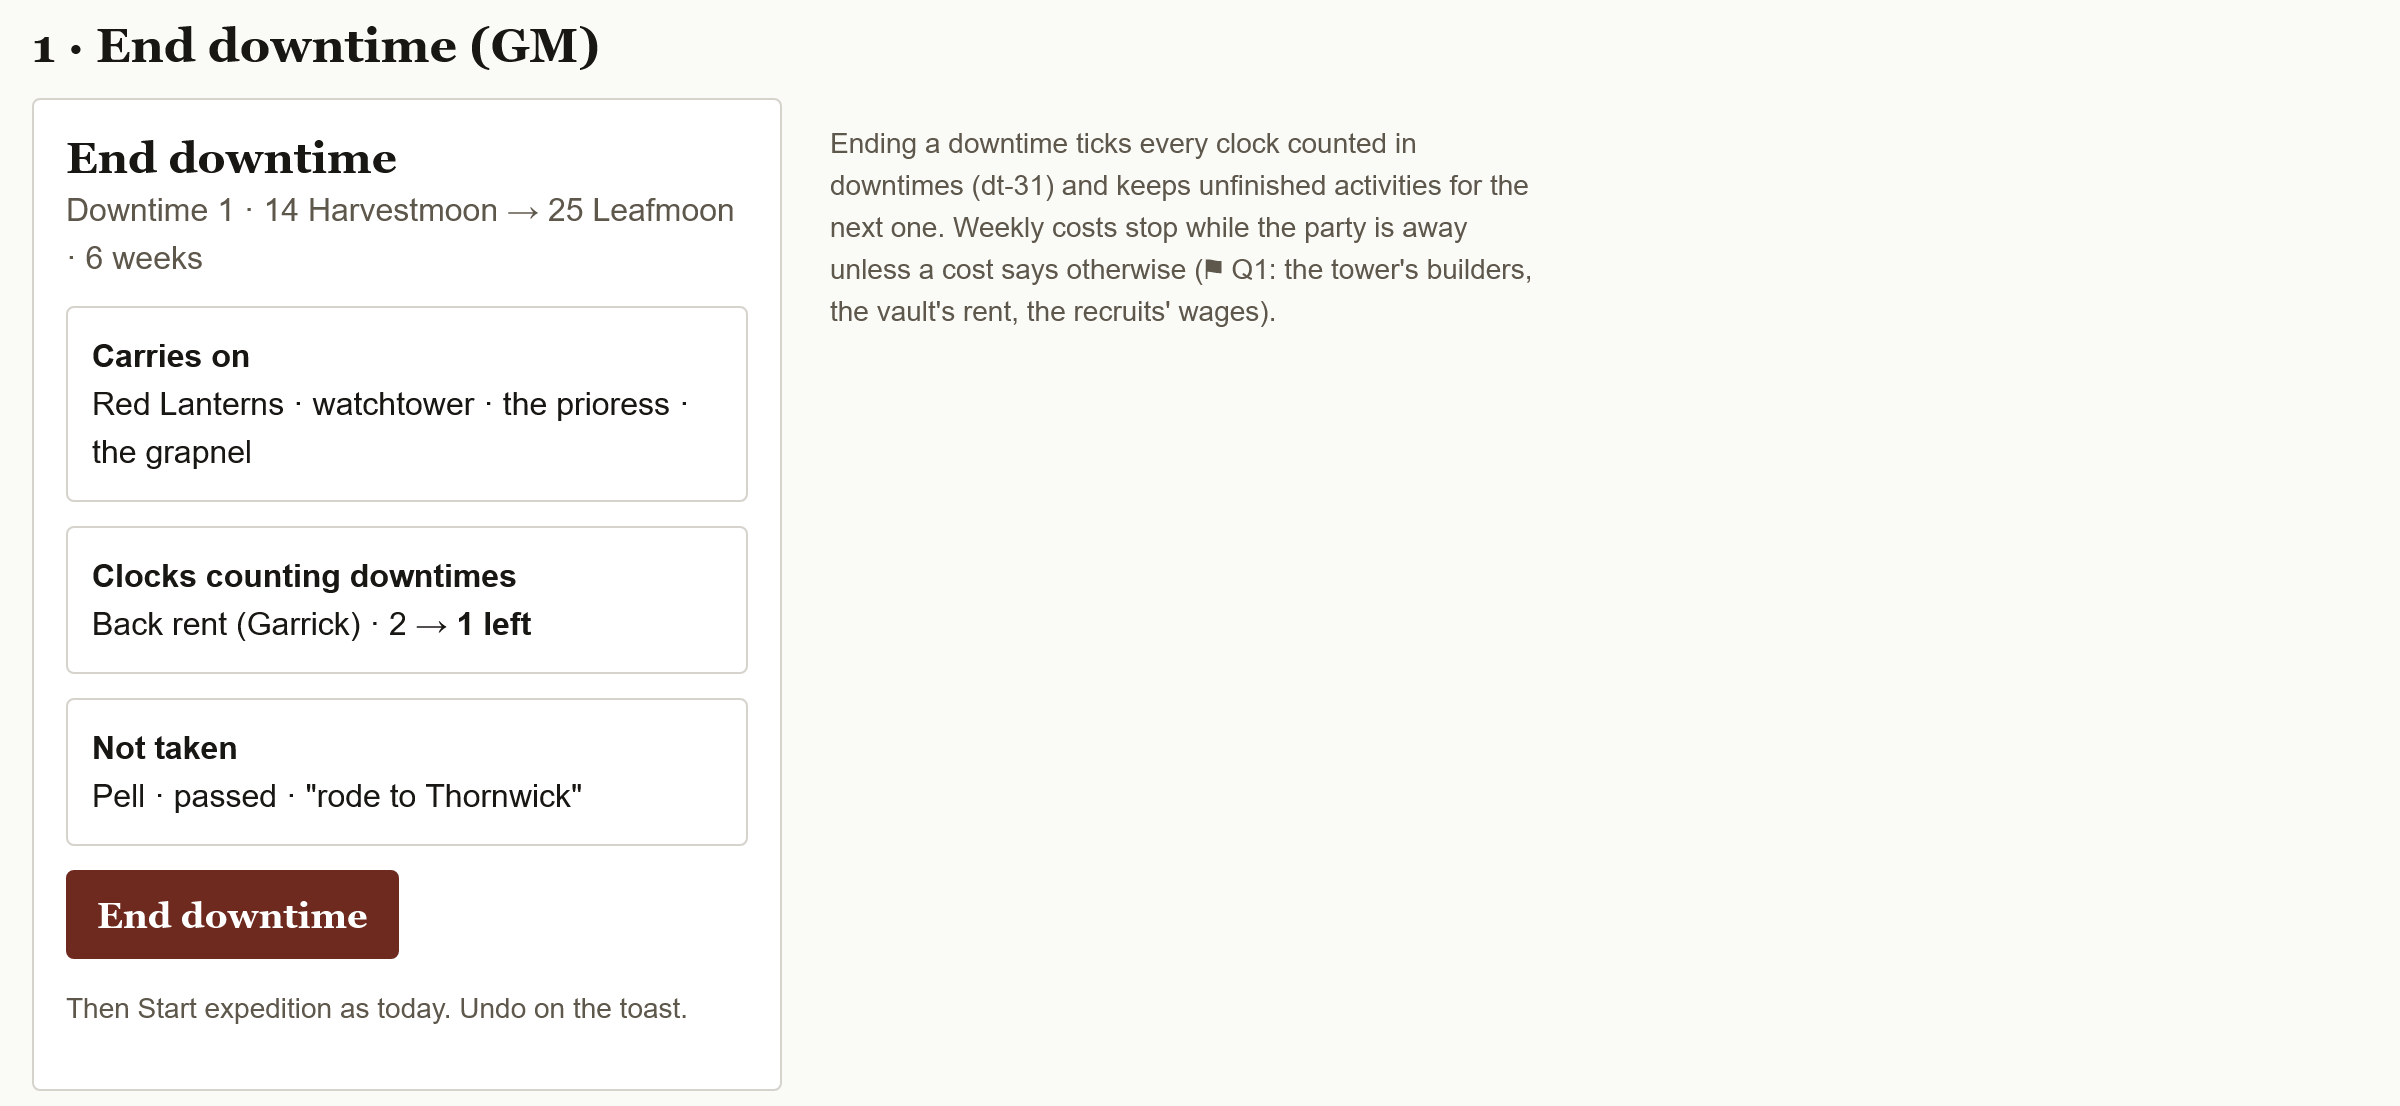 1 · End downtime (GM)
End downtime
Downtime 1 · 14 Harvestmoon → 25 Leafmoon
· 6 weeks
Carries on
Red Lanterns · watchtower · the prioress ·
the grapnel
Clocks counting downtimes
Back rent (Garrick) · 2 → 1 left
Not taken
Pell · passed · "rode to Thornwick"
End downtime
Then Start expedition as today. Undo on the toast.
Ending a downtime ticks every clock counted in
downtimes (dt-31) and keeps unfinished activities for the
next one. Weekly costs stop while the party is away
unless a cost says otherwise (⚑ Q1: the tower's builders,
the vault's rent, the recruits' wages).